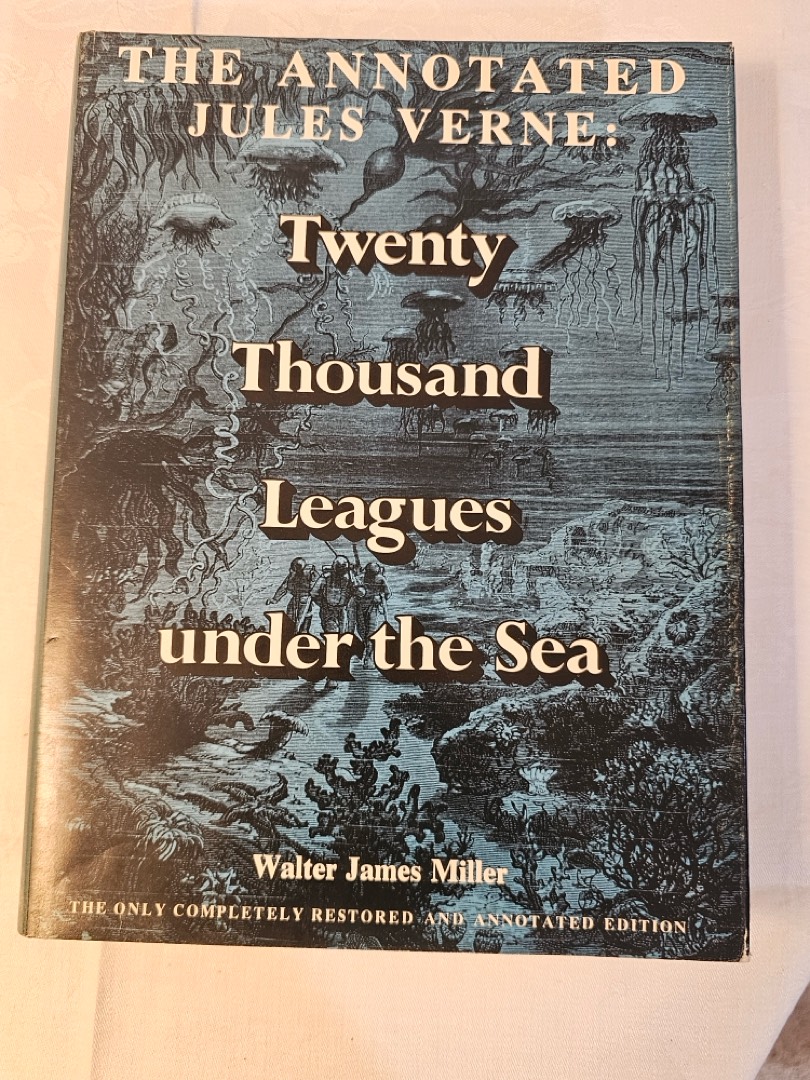 THE ANNOTATED
JULES VERNE:
Twenty
Thousand
Leagues
under the Sea
Walter James Miller
THE ONLY COMPLETELY RESTORED AND ANNOTATED EDITION